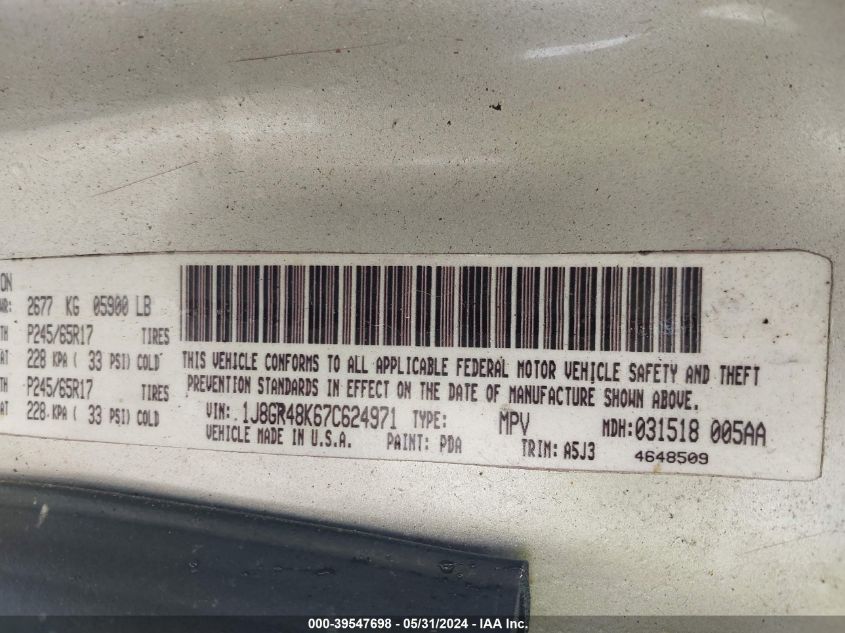 ON
WR: 2677 KG 05900 LB
TH P245/65R17 TIRES
AT 228 KPA ( 33 PSI) COLD
TH P245/65R17 TIRES
AT 228 KPA ( 33 PSI) COLD
THIS VEHICLE CONFORMS TO ALL APPLICABLE FEDERAL MOTOR VEHICLE SAFETY AND THEFT
PREVENTION STANDARDS IN EFFECT ON THE DATE OF MANUFACTURE SHOWN ABOVE.
VIN: 1J8GR48K67C624971 TYPE: MPV MDH: 031518 005AA
VEHICLE MADE IN U.S.A. PAINT: PDA TRIM: A5J3 4648509
000-39547698 - 05/31/2024 - IAA, Inc.